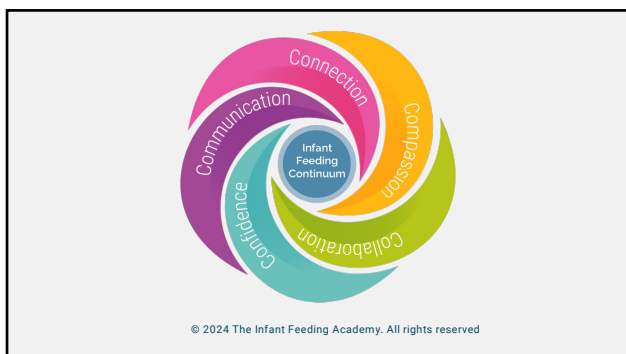 Connection
Compassion
Collaboration
Confidence
Communication
Infant
Feeding
Continuum
© 2024 The Infant Feeding Academy. All rights reserved